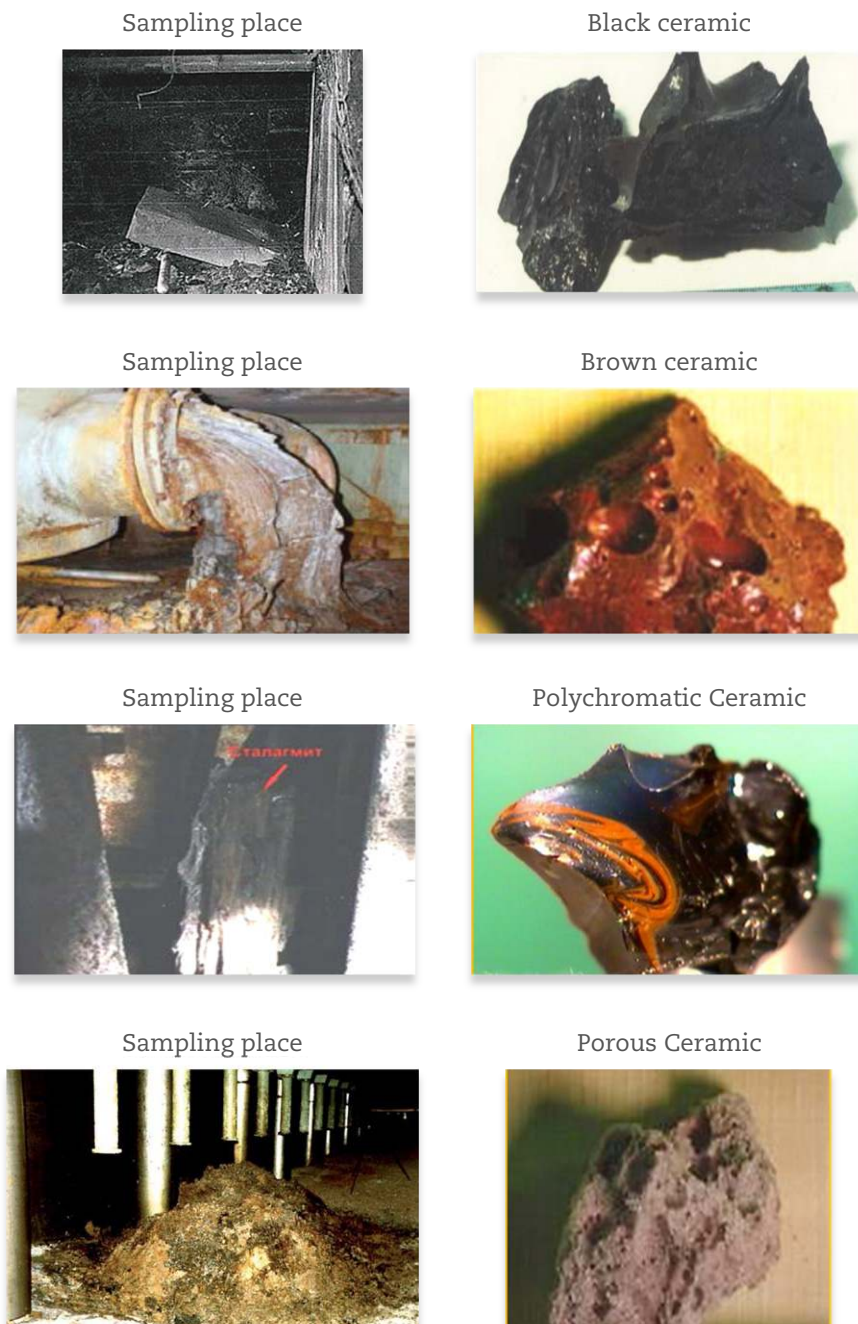 Sampling place
Black ceramic
Sampling place
Brown ceramic
Sampling place
Polychromatic Ceramic
Сталагмит
Sampling place
Porous Ceramic